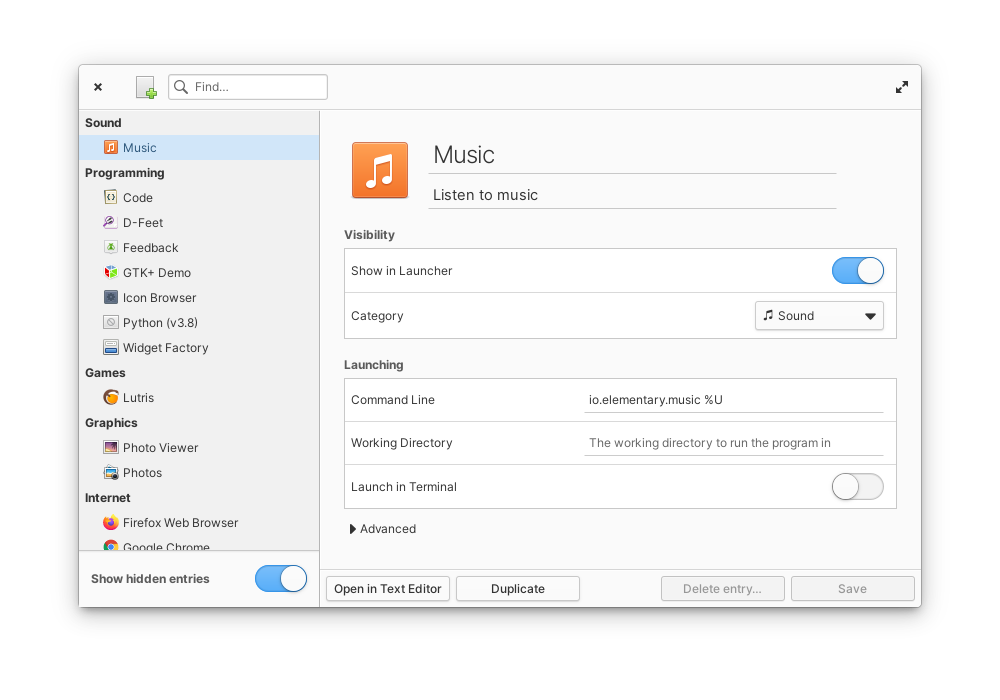 Find...
Sound
Music
Programming
Code
D-Feet
Feedback
GTK+ Demo
Icon Browser
Python (v3.8)
Widget Factory
Games
Lutris
Graphics
Photo Viewer
Photos
Internet
Firefox Web Browser
Google Chrome
Show hidden entries
Music
Listen to music
Visibility
Show in Launcher
Category
Sound
Launching
Command Line
io.elementary.music %U
Working Directory
The working directory to run the program in
Launch in Terminal
Advanced
Open in Text Editor
Duplicate
Delete entry...
Save